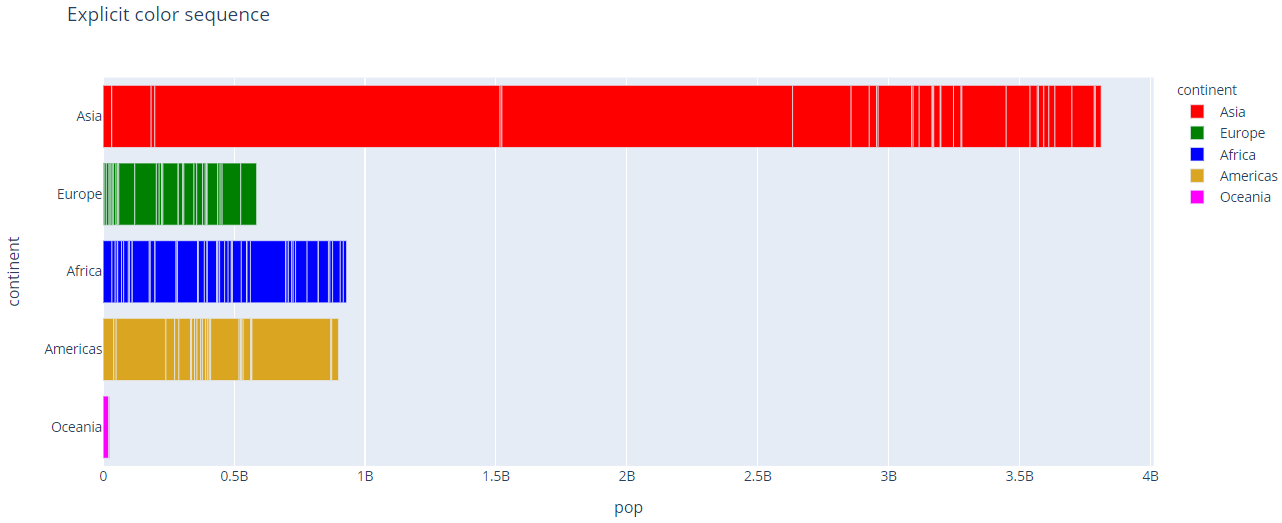 Explicit color sequence
continent
Asia
Europe
Africa
Americas
Oceania
0
0.5B
1B
1.5B
2B
2.5B
3B
3.5B
4B
pop
continent
Asia
Europe
Africa
Americas
Oceania